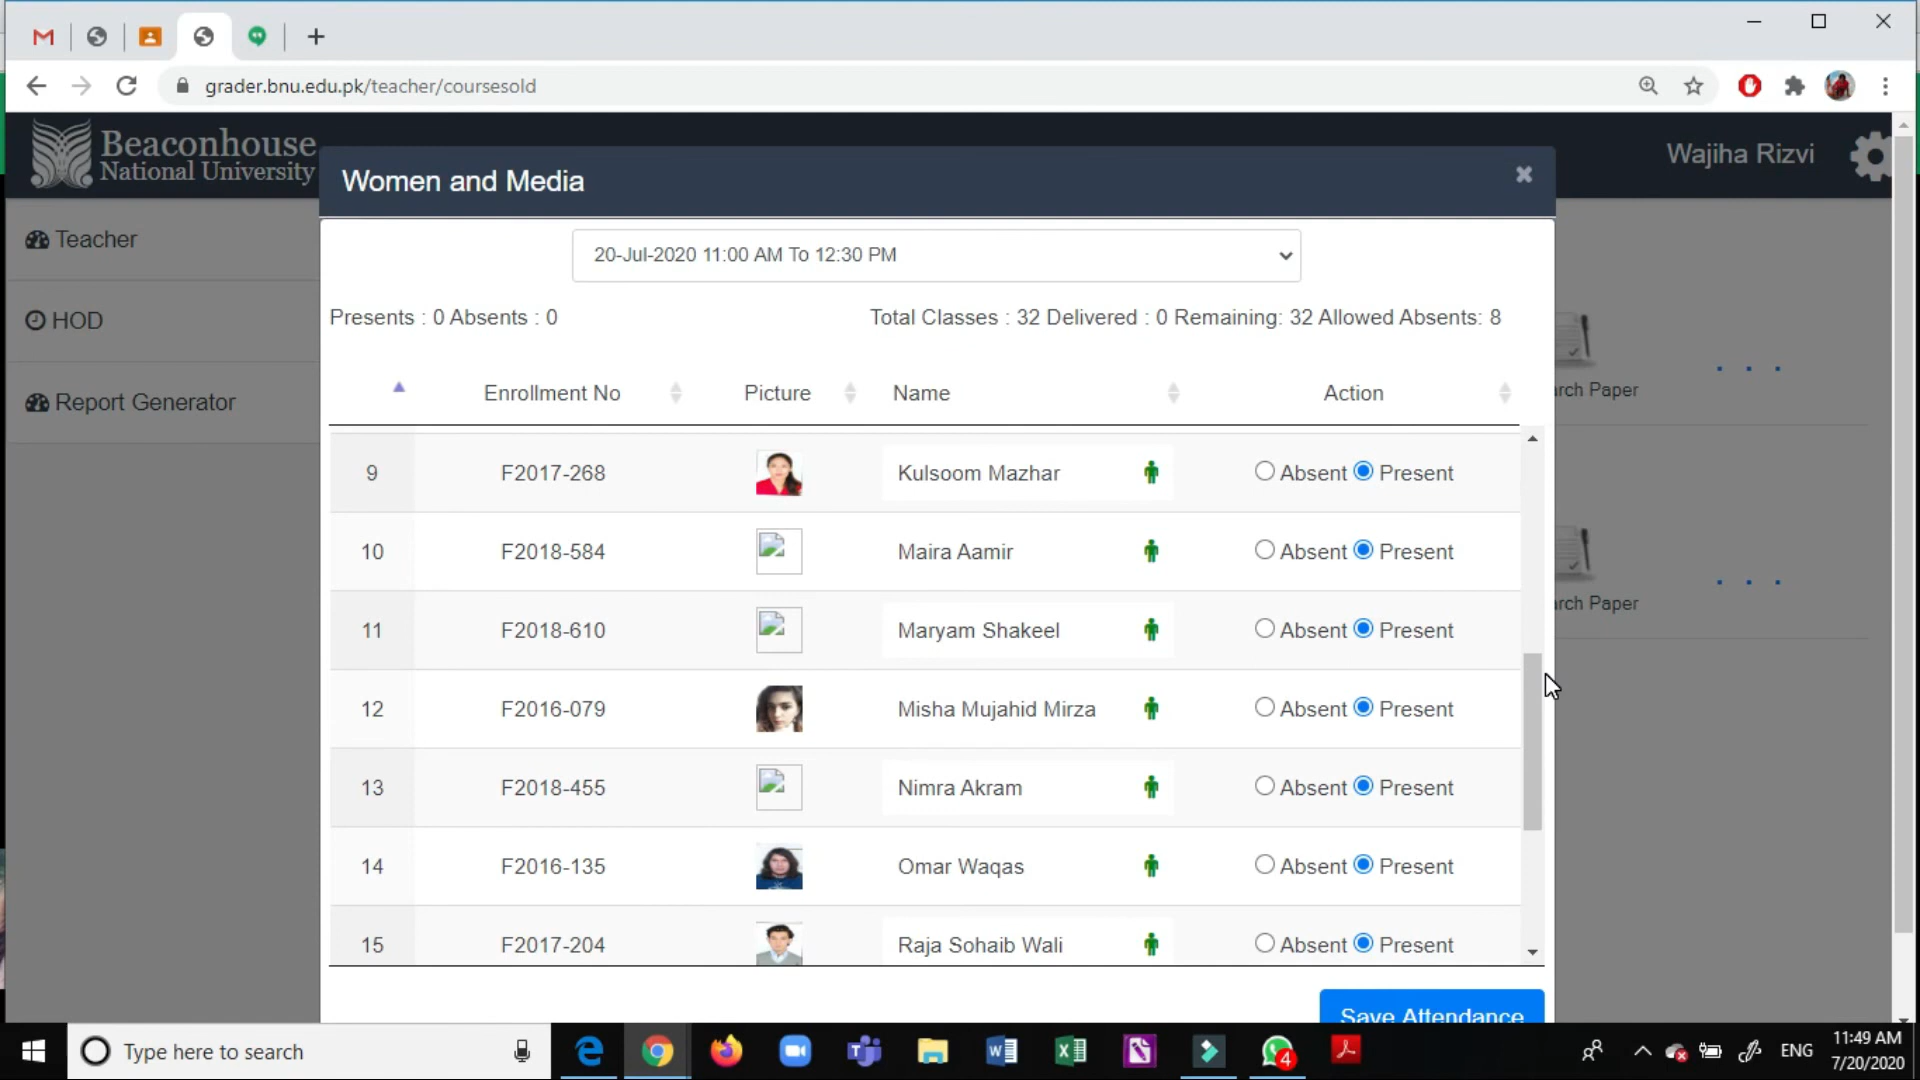 grader.bnu.edu.pk/teacher/coursesold
Beaconhouse
National University
Wajiha Rizvi
Women and Media
Teacher
HOD
Report Generator
20-Jul-2020 11:00 AM To 12:30 PM
Presents : 0 Absents : 0
Total Classes : 32 Delivered : 0 Remaining: 32 Allowed Absents: 8
Enrollment No Picture Name Action
9 F2017-268 Kulsoom Mazhar Absent Present
10 F2018-584 Maira Aamir Absent Present
11 F2018-610 Maryam Shakeel Absent Present
12 F2016-079 Misha Mujahid Mirza Absent Present
13 F2018-455 Nimra Akram Absent Present
14 F2016-135 Omar Waqas Absent Present
15 F2017-204 Raja Sohaib Wali Absent Present
. . .
arch Paper
. . .
arch Paper
Save Attendance
Type here to search
4
ENG
11:49 AM
7/20/2020